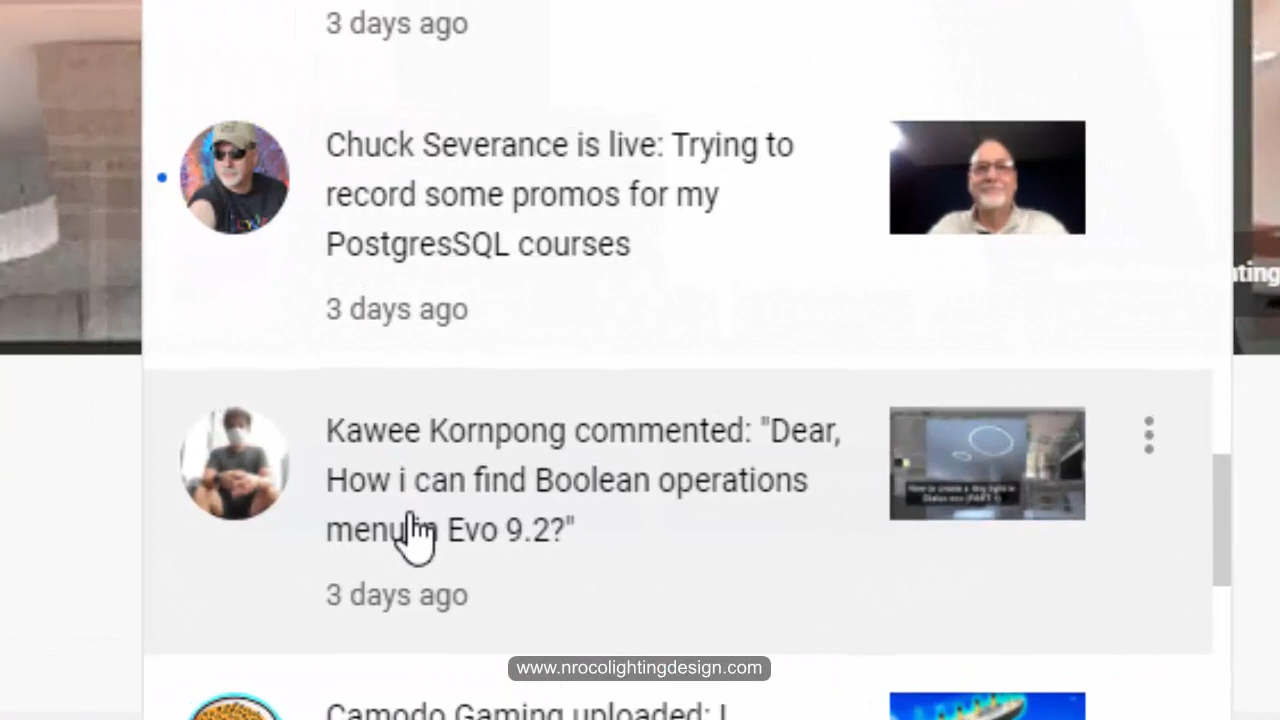 3 days ago
Chuck Severance is live: Trying to
record some promos for my
PostgresSQL courses
3 days ago
Kawee Kornpong commented: "Dear,
How i can find Boolean operations
menu in Evo 9.2?"
3 days ago
www.nrocolightingdesign.com
Camodo Gaming uploaded: I